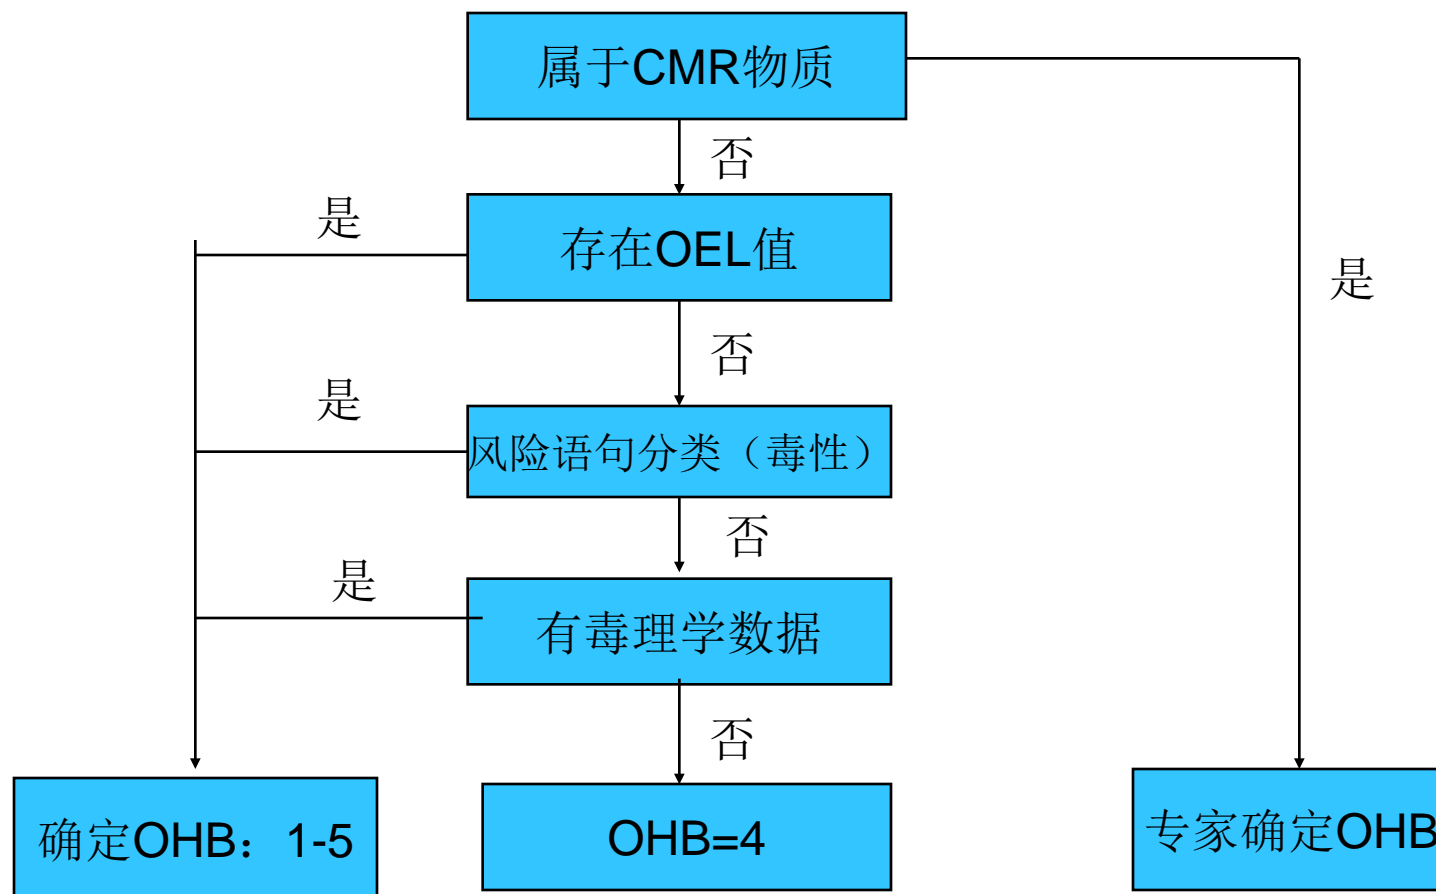 属于CMR物质
否
是
存在OEL值
是
否
是
风险语句分类（毒性）
否
是
有毒理学数据
否
确定OHB：1-5
OHB=4
专家确定OHB